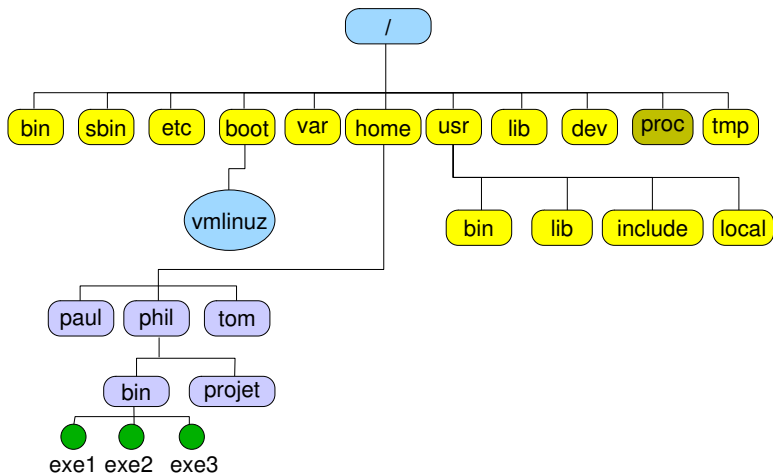 /
bin sbin etc boot var home usr lib dev proc tmp
vmlinuz bin lib include local
paul phil tom
bin projet
exe1 exe2 exe3